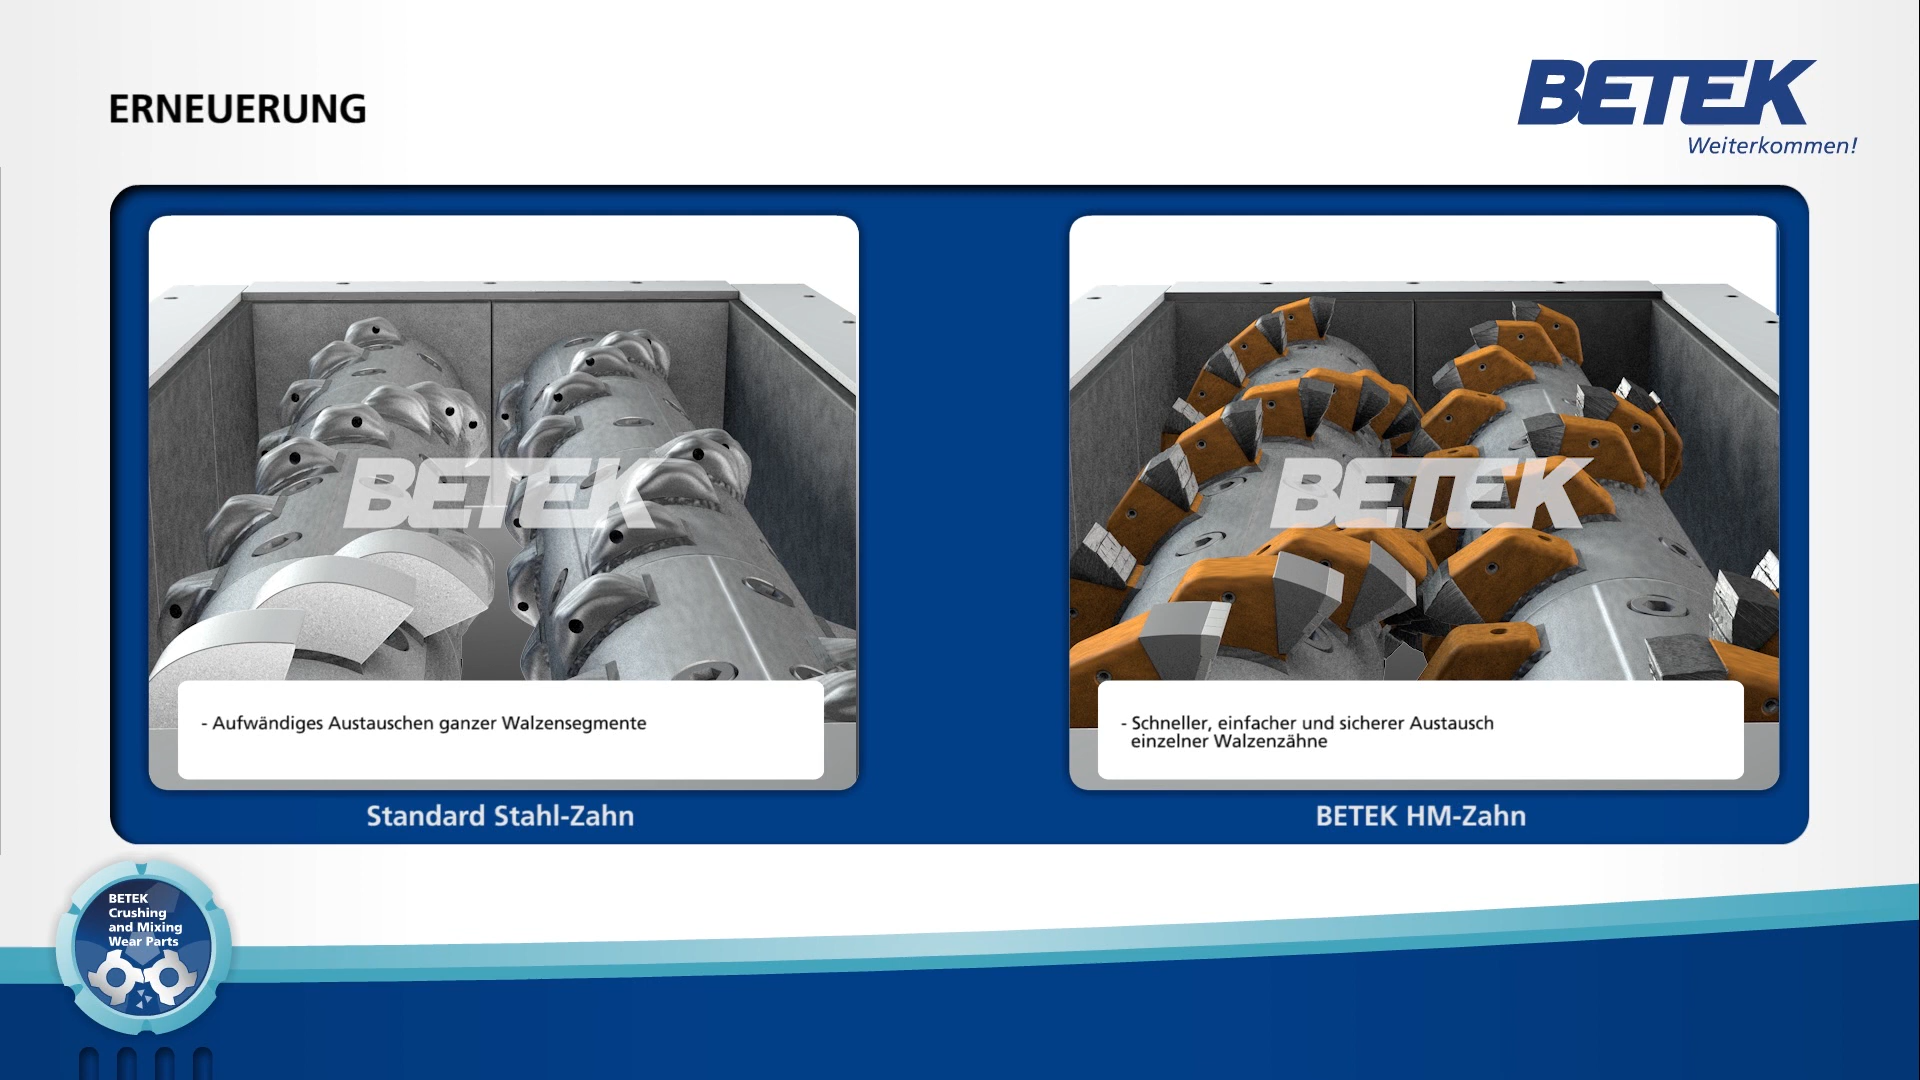 ERNEUERUNG
BETEK
Weiterkommen!
BETEK
BETEK
- Aufwändiges Austauschen ganzer Walzensegmente
- Schneller, einfacher und sicherer Austausch
einzelner Walzenzähne
Standard Stahl-Zahn
BETEK HM-Zahn
BETEK
Crushing
and Mixing
Wear Parts